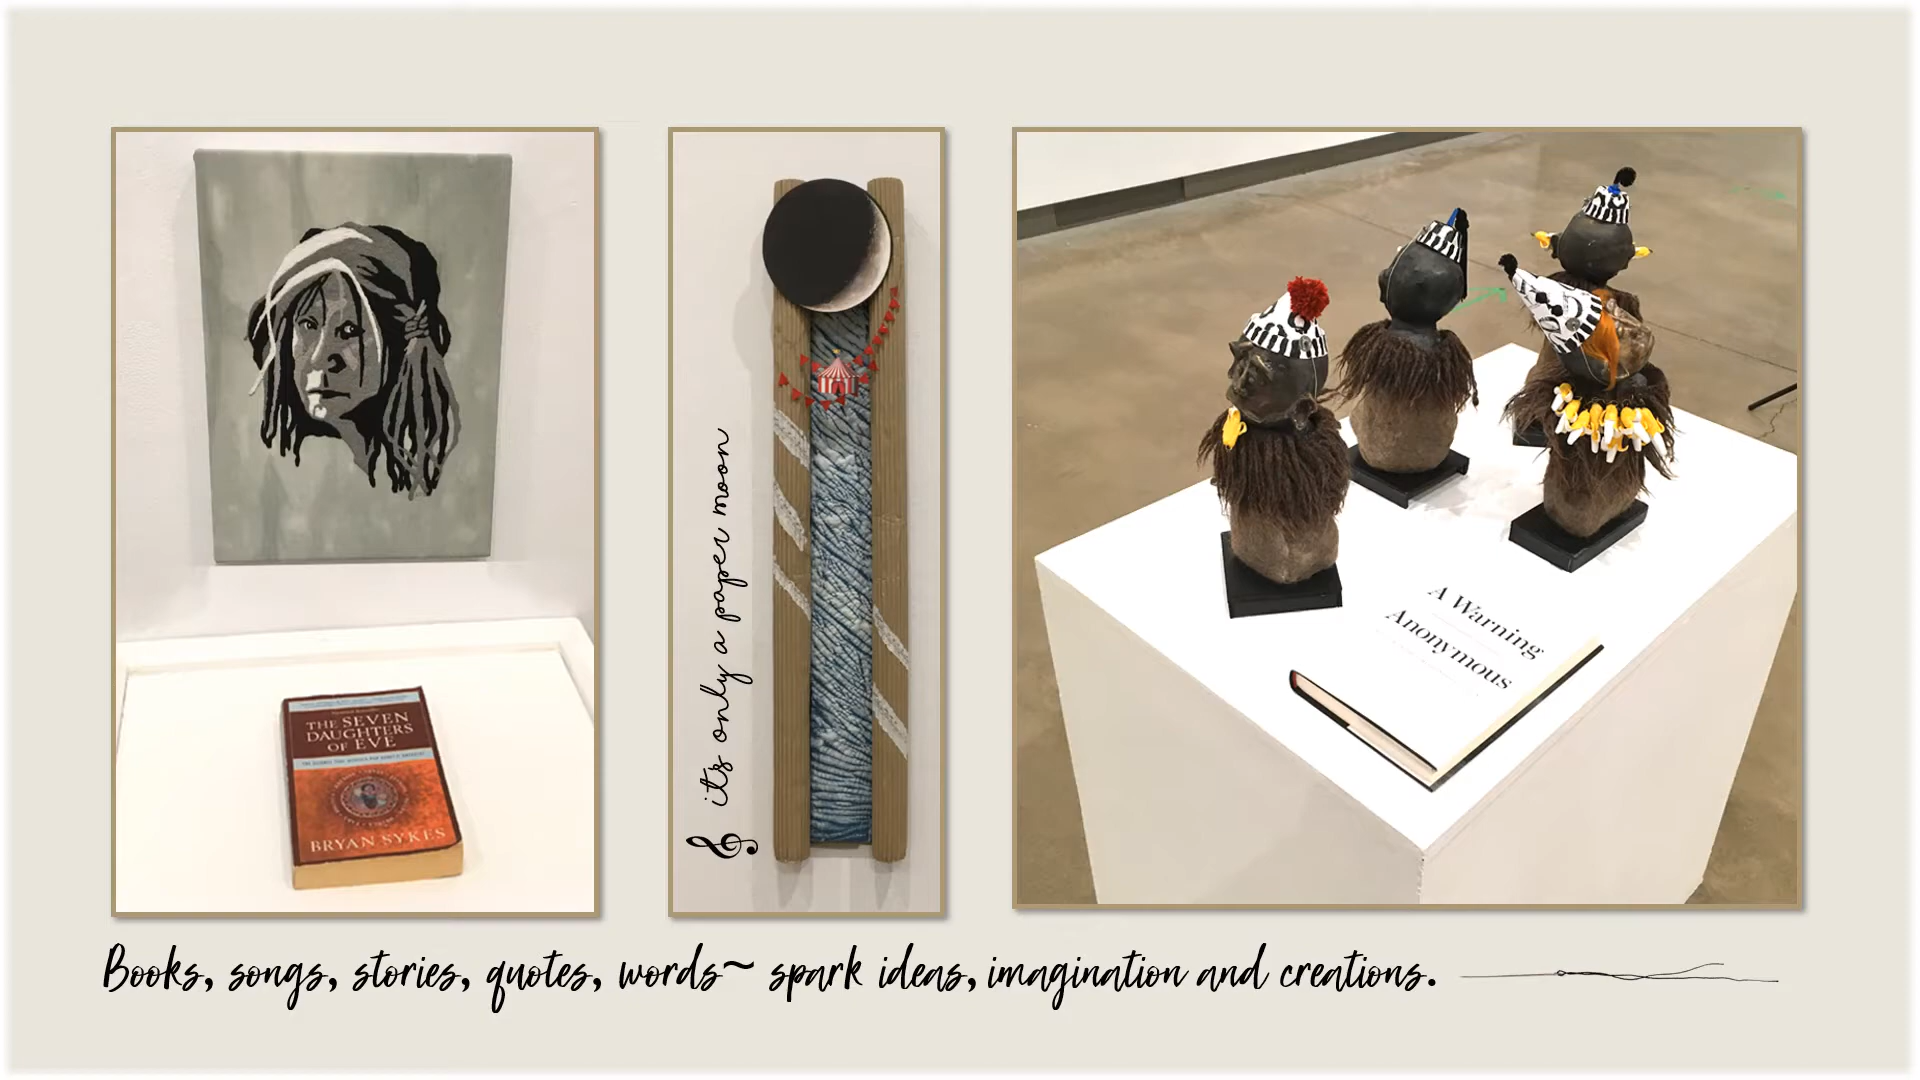 THE SEVEN
DAUGHTERS
OF EVE
BRYAN SYKES
it's only a paper moon
A Warning
Anonymous
Books, songs, stories, quotes, words~ spark ideas, imagination and creations.